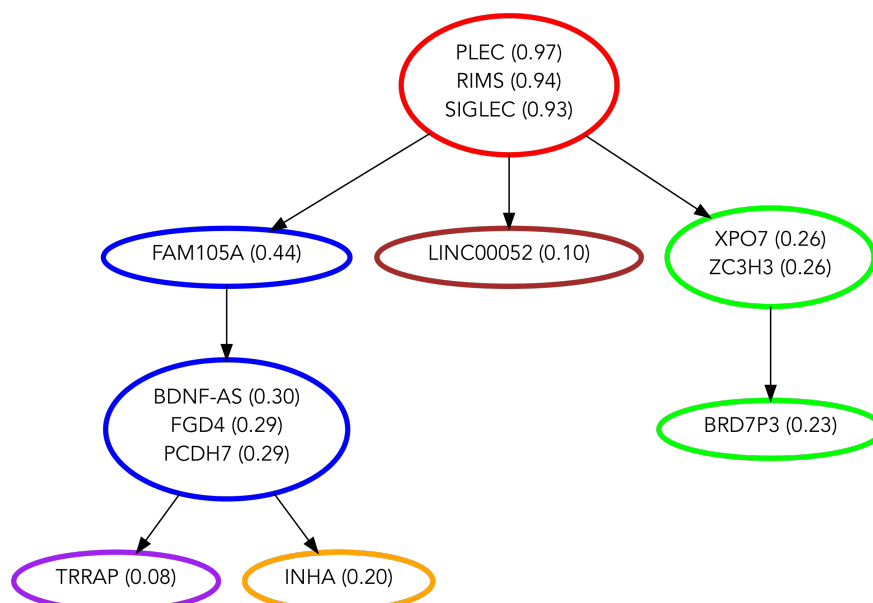 PLEC (0.97)
RIMS (0.94)
SIGLEC (0.93)
FAM105A (0.44)
LINC00052 (0.10)
XPO7 (0.26)
ZC3H3 (0.26)
BDNF-AS (0.30)
FGD4 (0.29)
PCDH7 (0.29)
BRD7P3 (0.23)
TRRAP (0.08)
INHA (0.20)